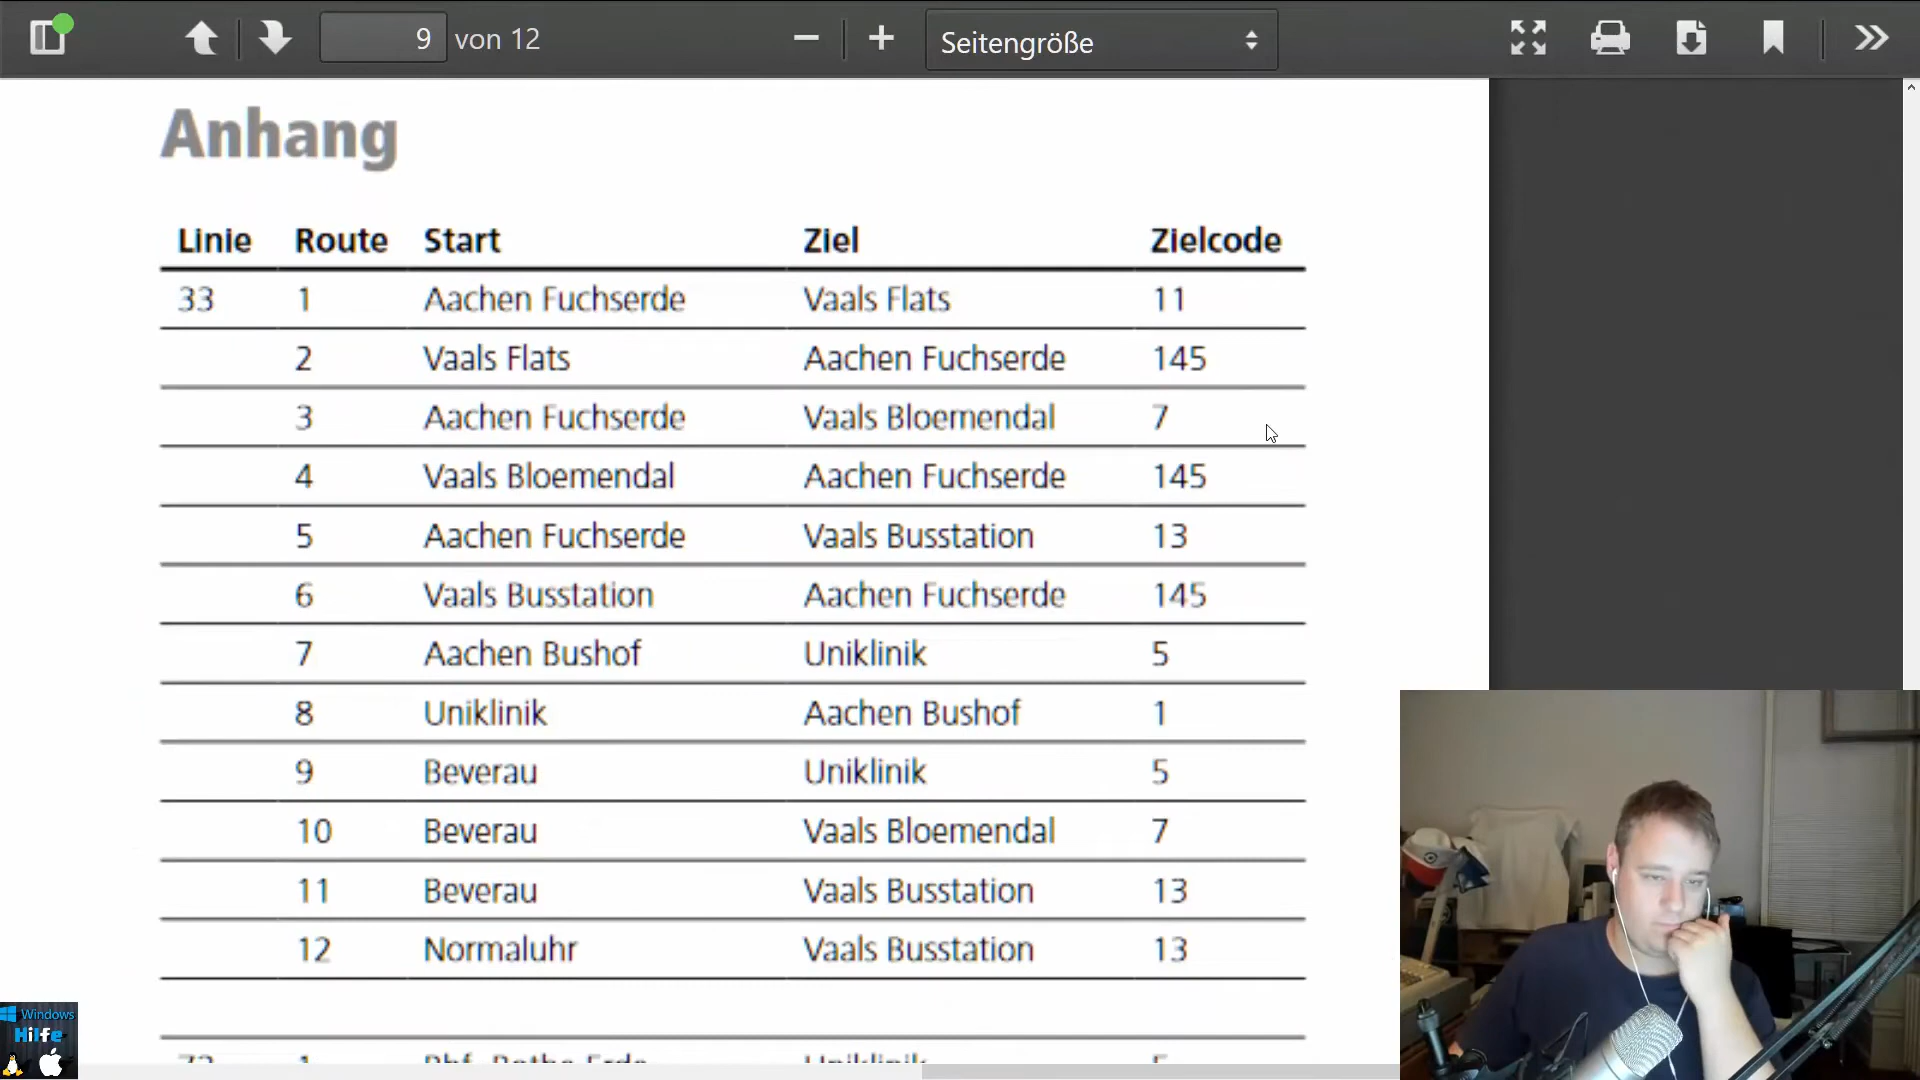 9 von 12 Seitengröße
Anhang
Linie Route Start Ziel Zielcode
33 1 Aachen Fuchserde Vaals Flats 11
2 Vaals Flats Aachen Fuchserde 145
3 Aachen Fuchserde Vaals Bloemendal 7
4 Vaals Bloemendal Aachen Fuchserde 145
5 Aachen Fuchserde Vaals Busstation 13
6 Vaals Busstation Aachen Fuchserde 145
7 Aachen Bushof Uniklinik 5
8 Uniklinik Aachen Bushof 1
9 Beverau Uniklinik 5
10 Beverau Vaals Bloemendal 7
11 Beverau Vaals Busstation 13
12 Normaluhr Vaals Busstation 13
Windows
Hilfe